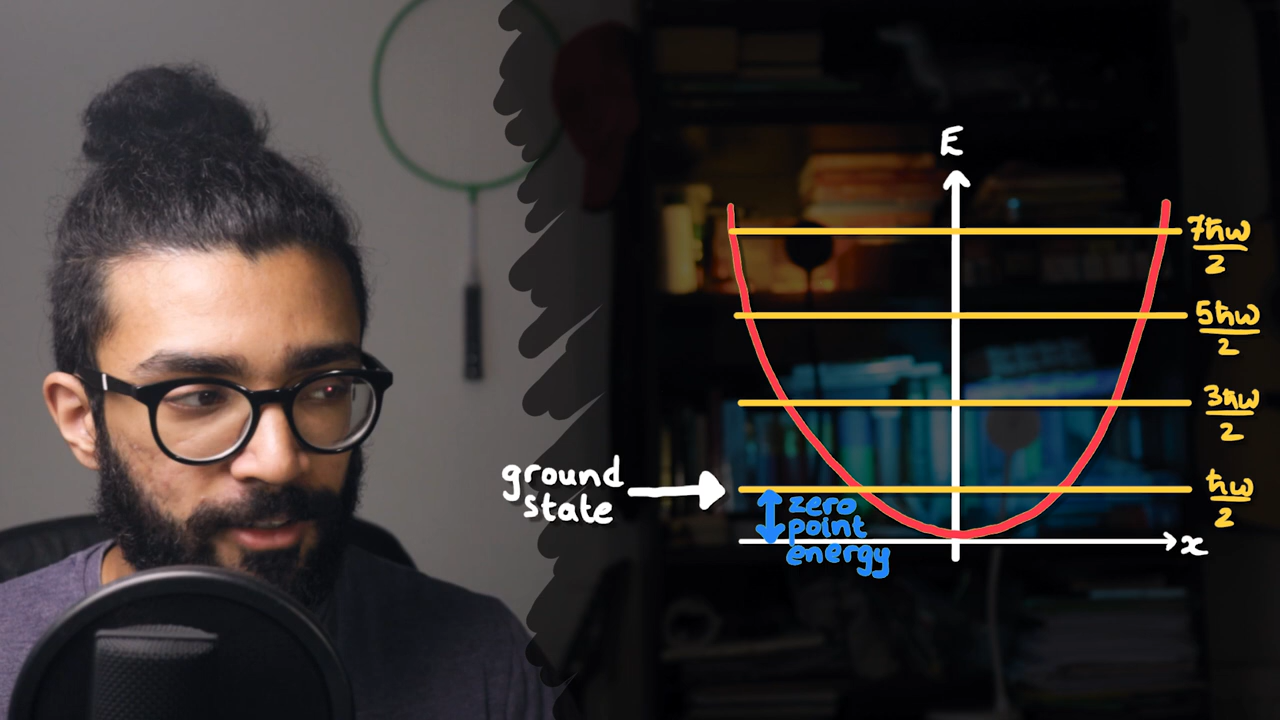 E
7ħω
2
5ħω
2
3ħω
2
ground
state
ħω
2
zero
point
energy
x